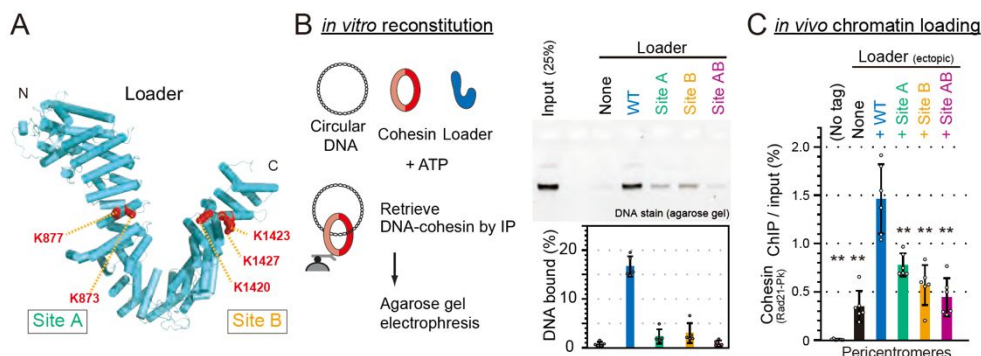 A
N
Loader
C
K877
K873
K1423
K1427
K1420
Site A
Site B
B in vitro reconstitution
Circular
DNA
Cohesin Loader
+ ATP
Retrieve
DNA-cohesin by IP
Agarose gel
electrophresis
Loader
Input (25%)
None
WT
Site A
Site B
Site AB
DNA stain (agarose gel)
DNA bound (%)
20
10
0
C in vivo chromatin loading
Loader (ectopic)
(No tag)
None
+ WT
+ Site A
+ Site B
+ Site AB
Cohesin ChIP / input (%)
(Rad21-Pk)
2.0
1.5
1.0
0.5
0
** ** ** ** **
Pericentromeres